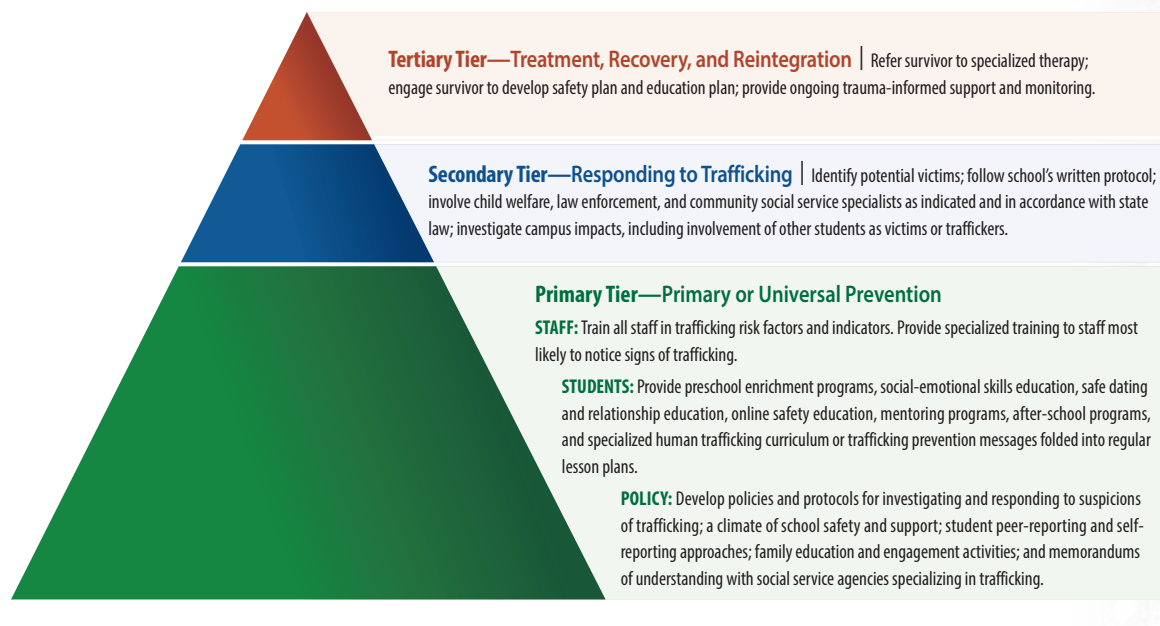 Tertiary Tier—Treatment, Recovery, and Reintegration | Refer survivor to specialized therapy;
engage survivor to develop safety plan and education plan; provide ongoing trauma-informed support and monitoring.
Secondary Tier—Responding to Trafficking | Identify potential victims; follow school's written protocol;
involve child welfare, law enforcement, and community social service specialists as indicated and in accordance with state
law; investigate campus impacts, including involvement of other students as victims or traffickers.
Primary Tier—Primary or Universal Prevention
STAFF: Train all staff in trafficking risk factors and indicators. Provide specialized training to staff most
likely to notice signs of trafficking.
STUDENTS: Provide preschool enrichment programs, social-emotional skills education, safe dating
and relationship education, online safety education, mentoring programs, after-school programs,
and specialized human trafficking curriculum or trafficking prevention messages folded into regular
lesson plans.
POLICY: Develop policies and protocols for investigating and responding to suspicions
of trafficking; a climate of school safety and support; student peer-reporting and self-
reporting approaches; family education and engagement activities; and memorandums
of understanding with social service agencies specializing in trafficking.